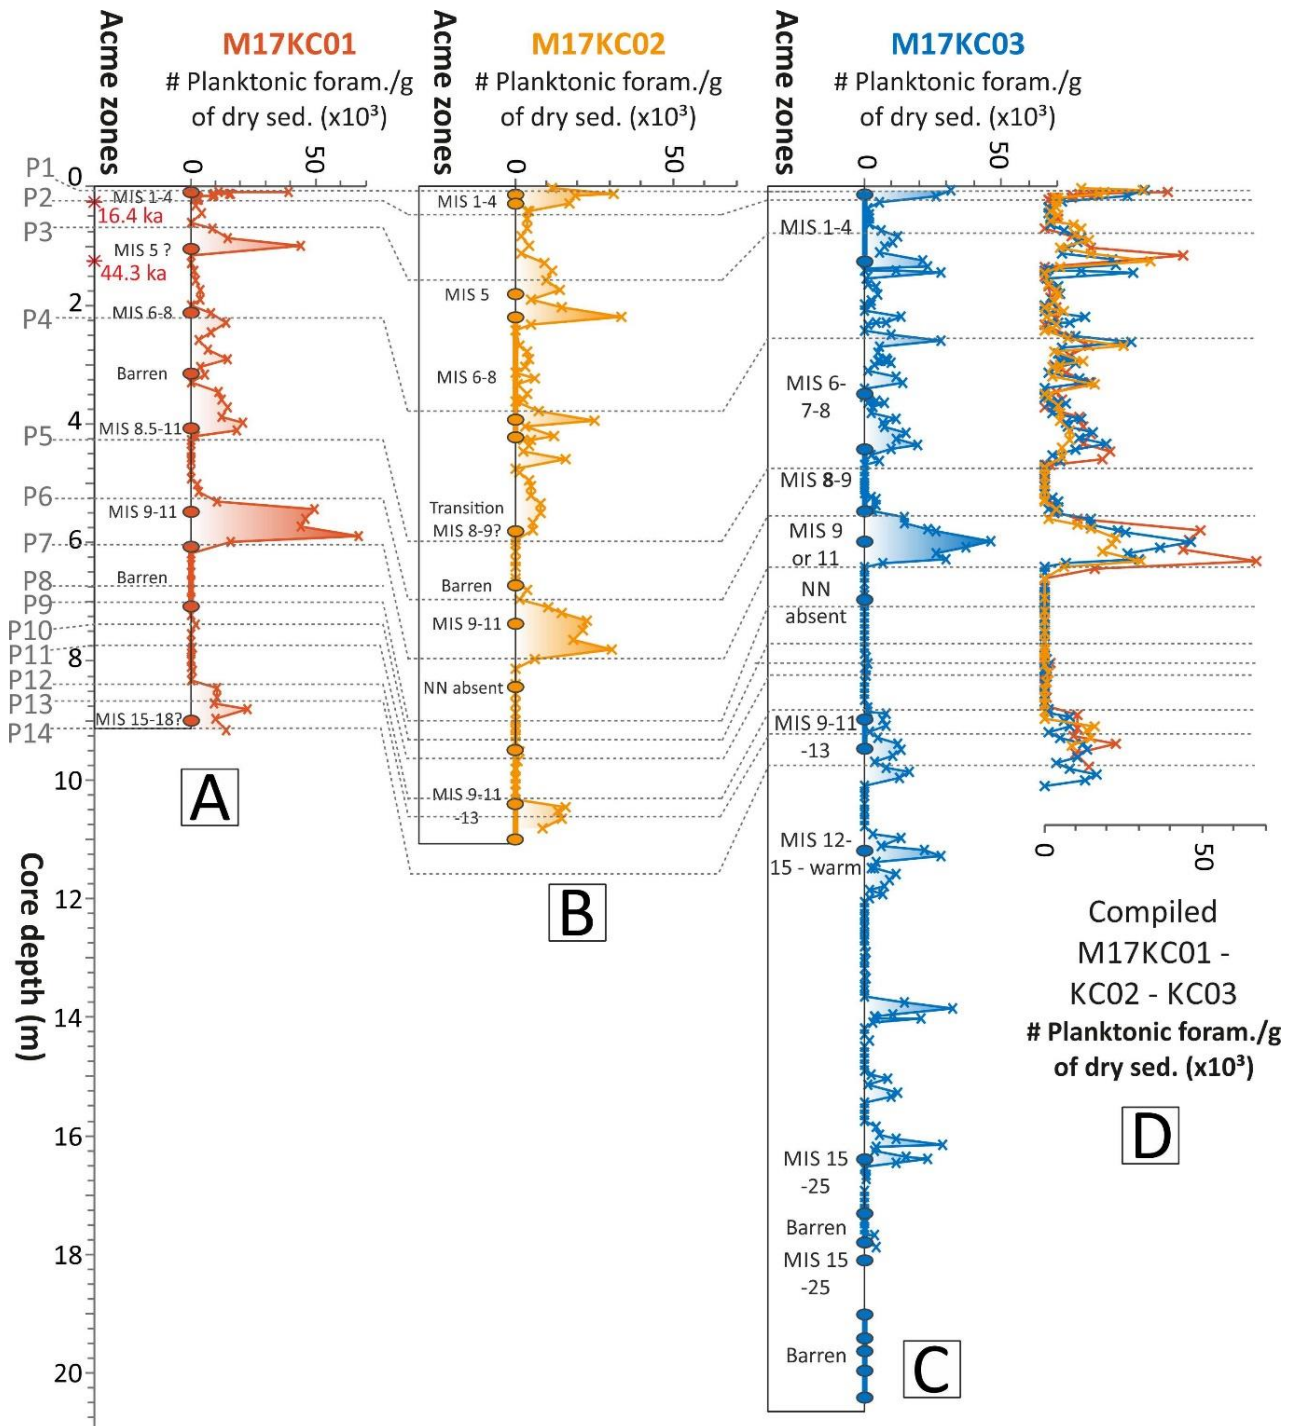 Acme zones
M17KC01
# Planktonic foram./g
of dry sed. (x10³)
0
50
Acme zones
M17KC02
# Planktonic foram./g
of dry sed. (x10³)
0
50
Acme zones
M17KC03
# Planktonic foram./g
of dry sed. (x10³)
0
50
P1
P2
P3
P4
P5
P6
P7
P8
P9
P10
P11
P12
P13
P14
0
2
4
6
8
10
12
14
16
18
20
Core depth (m)
MIS 1-4
16.4 ka
MIS 5 ?
44.3 ka
MIS 6-8
Barren
MIS 8.5-11
MIS 9-11
Barren
MIS 15-18?
A
MIS 1-4
MIS 5
MIS 6-8
Transition
MIS 8-9?
Barren
MIS 9-11
NN absent
MIS 9-11
-13
B
MIS 1-4
MIS 6-
7-8
MIS 8-9
MIS 9
or 11
NN
absent
MIS 9-11
-13
MIS 12-
15 - warm
MIS 15
-25
Barren
MIS 15
-25
Barren
C
0
50
Compiled
M17KC01 -
KC02 - KC03
# Planktonic foram./g
of dry sed. (x10³)
D